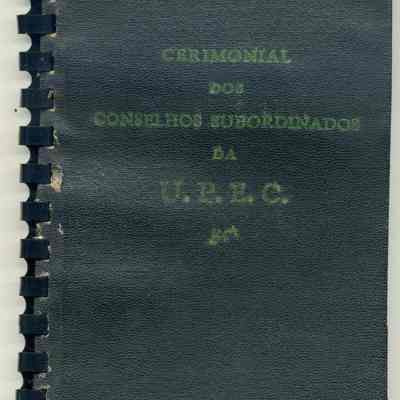 CERIMONIAL
DOS
CONSELHOS SUBORDINADOS
DA
U. P. E. C.